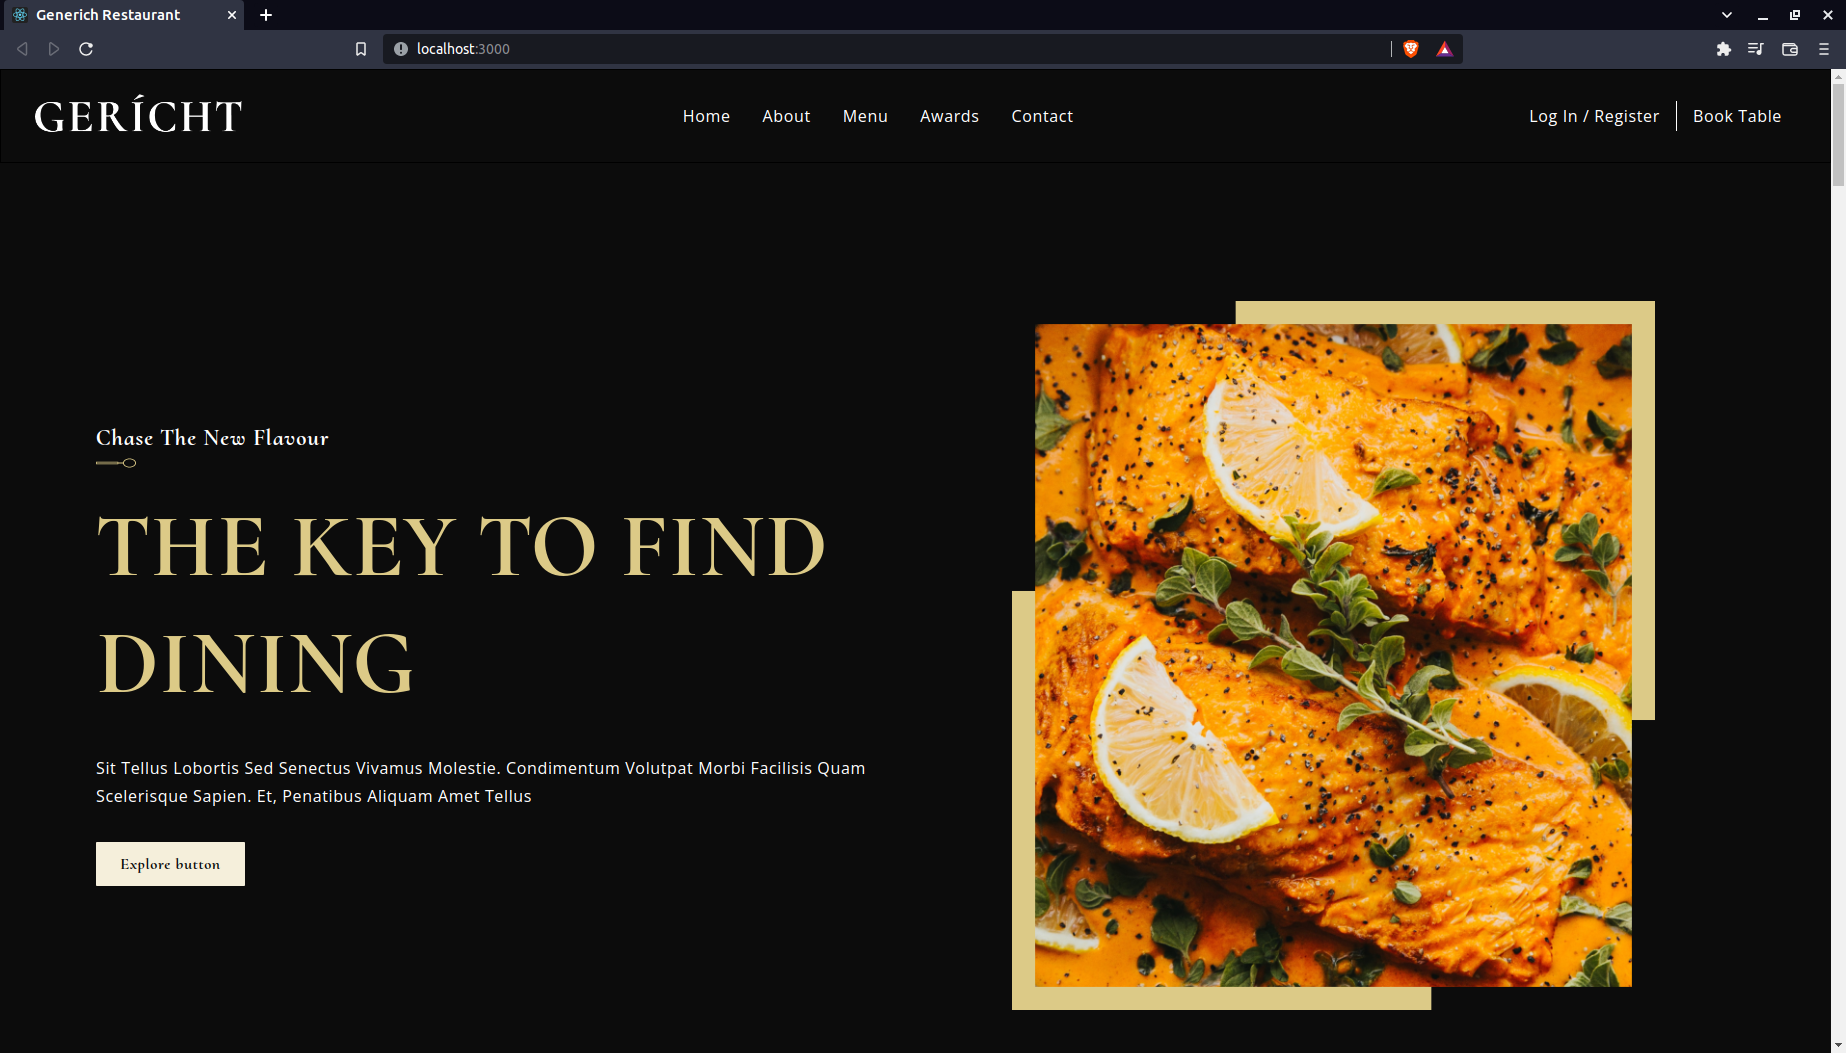 Generich Restaurant
localhost:3000
GERÍCHT
Home About Menu Awards Contact
Log In / Register Book Table
Chase The New Flavour
THE KEY TO FIND
DINING
Sit Tellus Lobortis Sed Senectus Vivamus Molestie. Condimentum Volutpat Morbi Facilisis Quam
Scelerisque Sapien. Et, Penatibus Aliquam Amet Tellus
Explore button